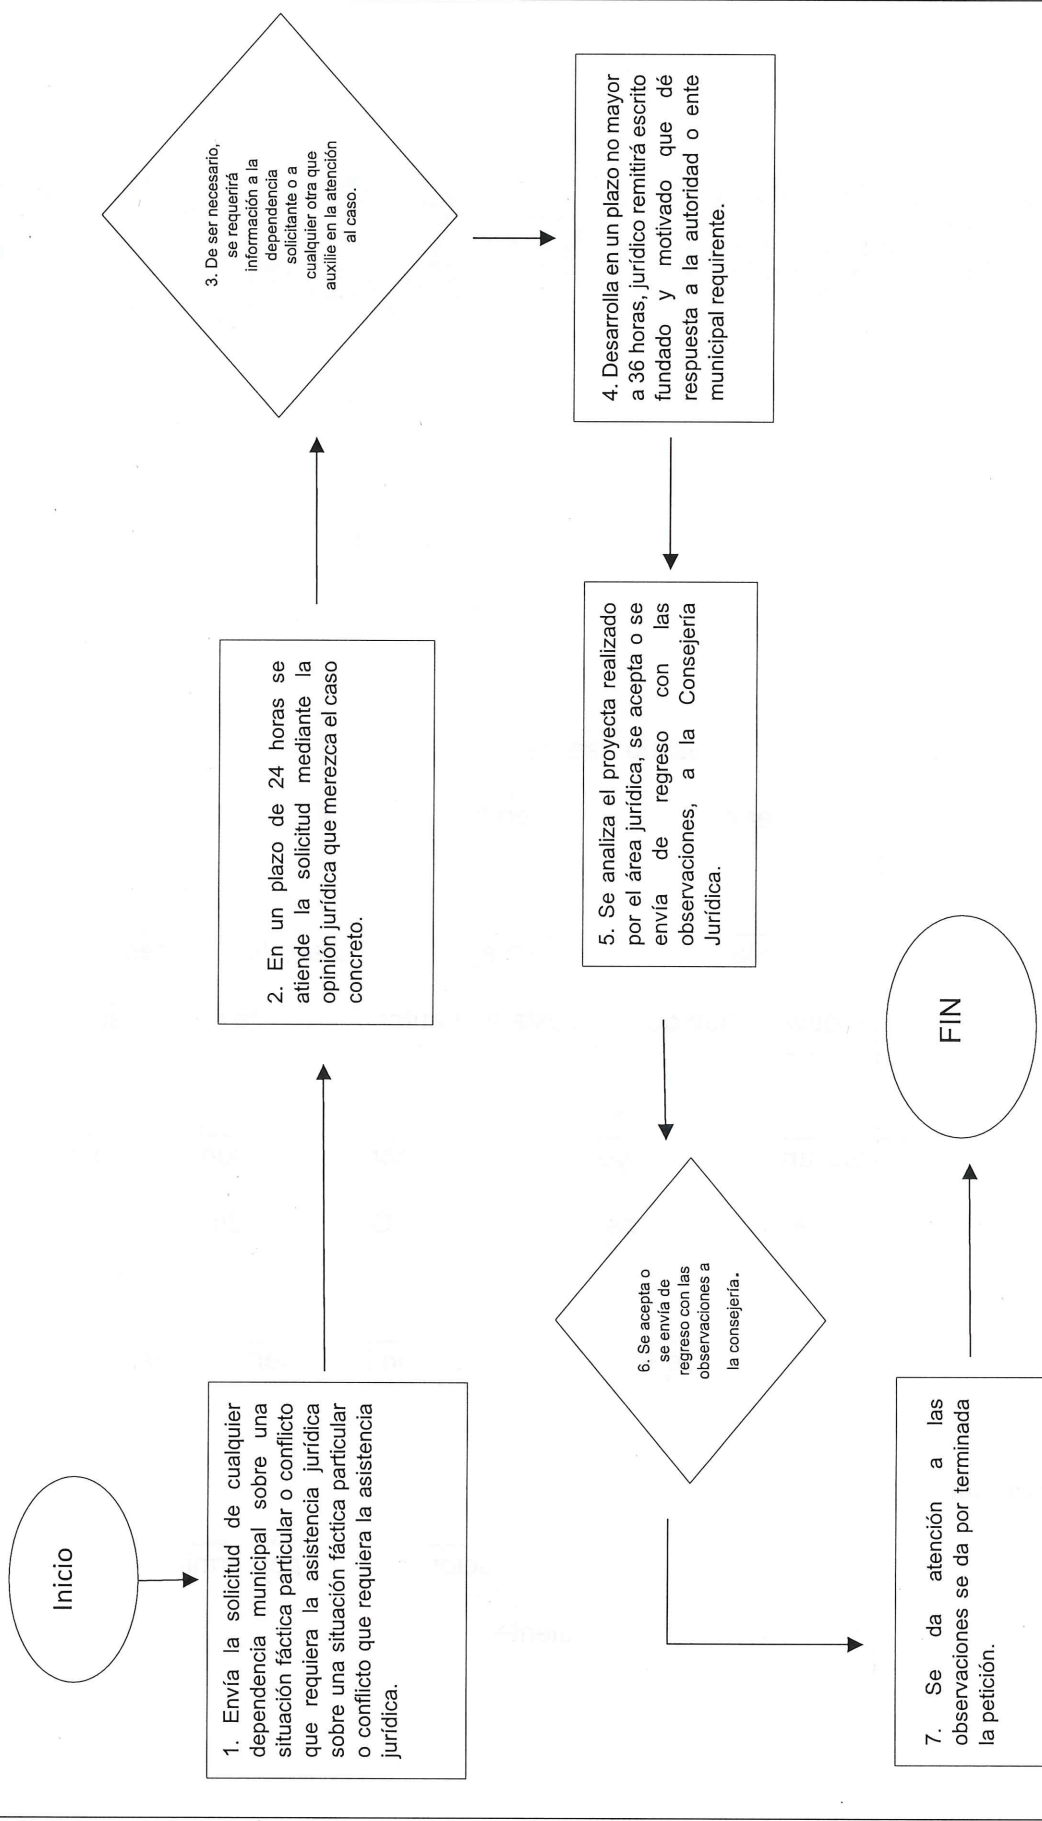 Inicio
1. Envía la solicitud de cualquier
dependencia municipal sobre una
situación fáctica particular o conflicto
que requiera la asistencia jurídica
sobre una situación fáctica particular
o conflicto que requiera la asistencia
jurídica.
2. En un plazo de 24 horas se
atiende la solicitud mediante la
opinión jurídica que merezca el caso
concreto.
3. De ser necesario,
se requerirá
información a la
dependencia
solicitante o a
cualquier otra que
auxilie en la atención
al caso.
4. Desarrolla en un plazo no mayor
a 36 horas, jurídico remitirá escrito
fundado y motivado que dé
respuesta a la autoridad o ente
municipal requirente.
5. Se analiza el proyecta realizado
por el área jurídica, se acepta o se
envía de regreso con las
observaciones, a la Consejería
Jurídica.
6. Se acepta o
se envía de
regreso con las
observaciones a
la consejería.
7. Se da atención a las
observaciones se da por terminada
la petición.
FIN